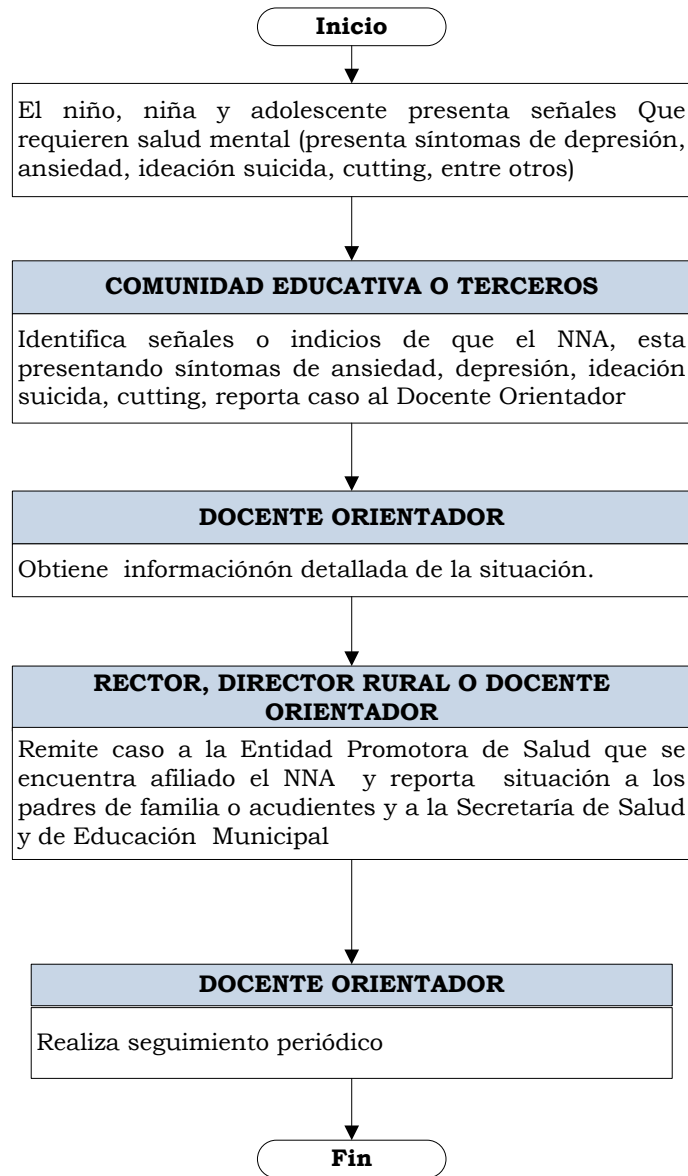 Inicio
El niño, niña y adolescente presenta señales Que
requieren salud mental (presenta síntomas de depresión,
ansiedad, ideación suicida, cutting, entre otros)
COMUNIDAD EDUCATIVA O TERCEROS
Identifica señales o indicios de que el NNA, esta
presentando síntomas de ansiedad, depresión, ideación
suicida, cutting, reporta caso al Docente Orientador
DOCENTE ORIENTADOR
Obtiene informaciónón detallada de la situación.
RECTOR, DIRECTOR RURAL O DOCENTE
ORIENTADOR
Remite caso a la Entidad Promotora de Salud que se
encuentra afiliado el NNA y reporta situación a los
padres de familia o acudientes y a la Secretaría de Salud
y de Educación Municipal
DOCENTE ORIENTADOR
Realiza seguimiento periódico
Fin